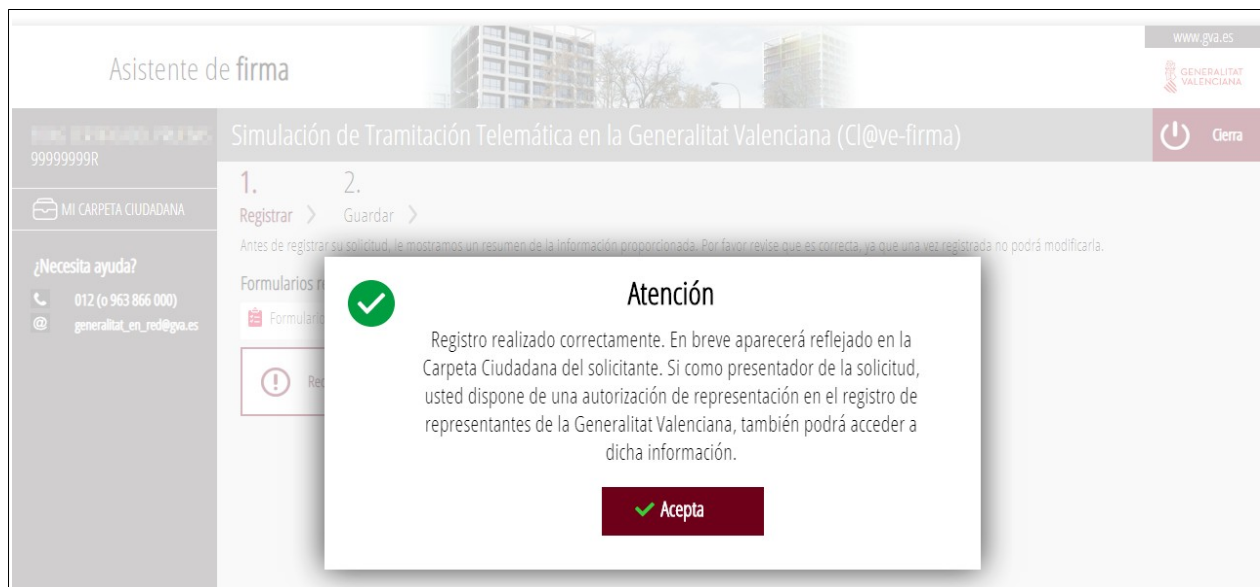 www.gva.es
Asistente de firma
GENERALITAT
VALENCIANA
99999999R
Simulación de Tramitación Telemática en la Generalitat Valenciana (Cl@ve-firma)
Cierra
MI CARPETA CIUDADANA
1.
2.
Registrar
Guardar
Antes de registrar su solicitud, le mostramos un resumen de la información proporcionada. Por favor revise que es correcta, ya que una vez registrada no podrá modificarla.
¿Necesita ayuda?
012 (o 963 866 000)
generalitat_en_red@gva.es
Formularios
Formulario
Atención
Registro realizado correctamente. En breve aparecerá reflejado en la
Carpeta Ciudadana del solicitante. Si como presentador de la solicitud,
usted dispone de una autorización de representación en el registro de
representantes de la Generalitat Valenciana, también podrá acceder a
dicha información.
Acepta